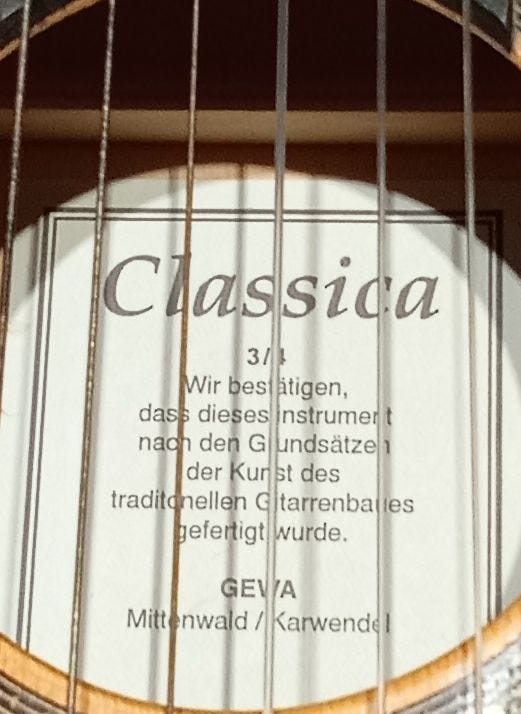 Classica
3/4
Wir bestätigen,
dass dieses Instrument
nach den Grundsätzen
der Kunst des
traditonellen Gitarrenbaues
gefertigt wurde.
GEWA
Mittenwald / Karwendel